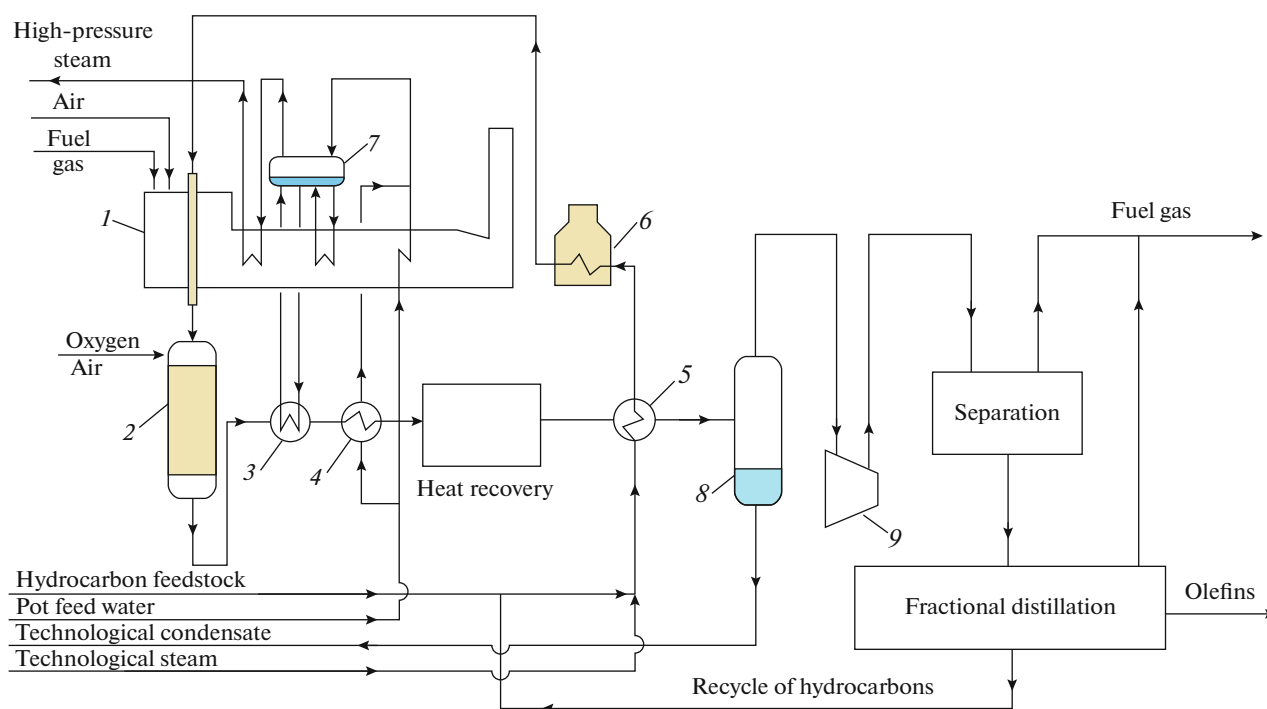 High-pressure
steam
Air
Fuel
gas
7
1
6
Fuel gas
Oxygen
Air
2
3
4
5
Heat recovery
8
9
Separation
Hydrocarbon feedstock
Pot feed water
Technological condensate
Technological steam
Fractional distillation
Olefins
Recycle of hydrocarbons